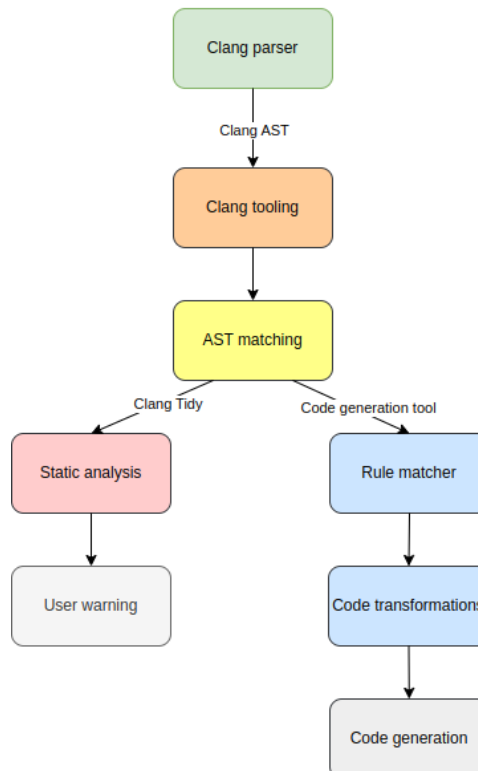 Clang parser
Clang AST
Clang tooling
AST matching
Clang Tidy
Code generation tool
Static analysis
Rule matcher
User warning
Code transformations
Code generation